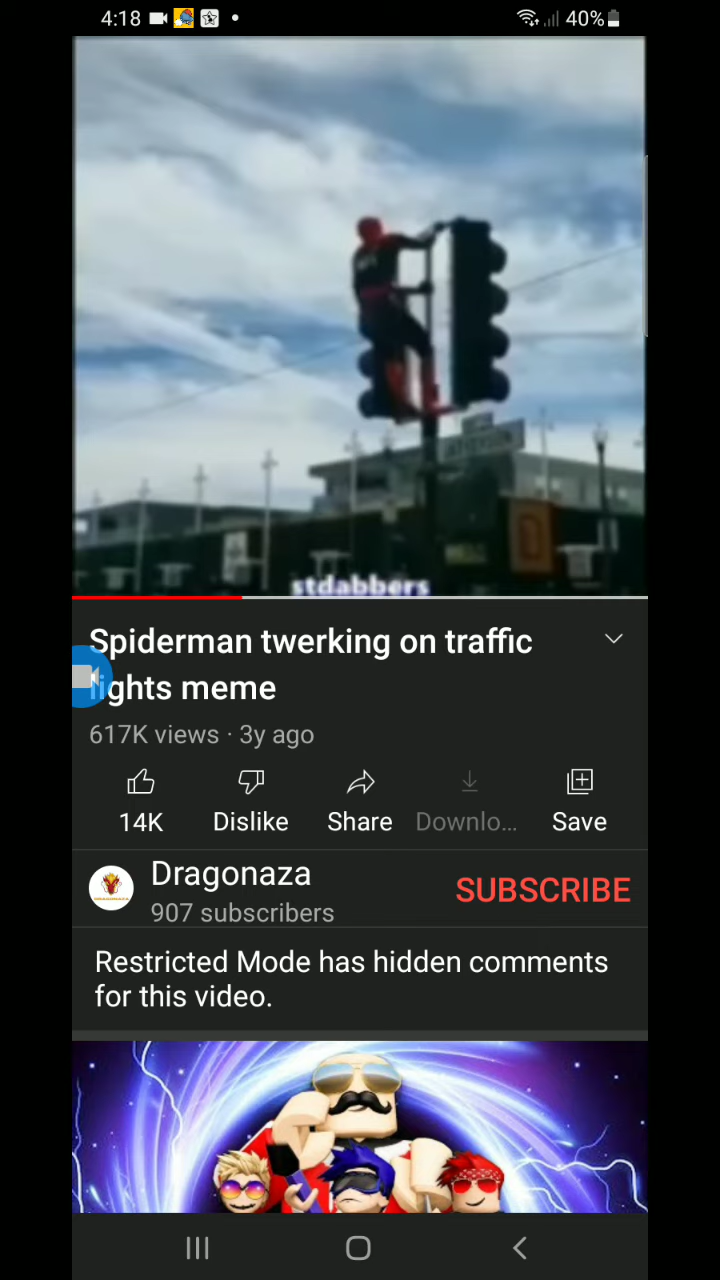 4:18
40%
stdabbers
Spiderman twerking on traffic
lights meme
617K views · 3y ago
14K
Dislike
Share
Downlo...
Save
Dragonaza
907 subscribers
SUBSCRIBE
Restricted Mode has hidden comments
for this video.